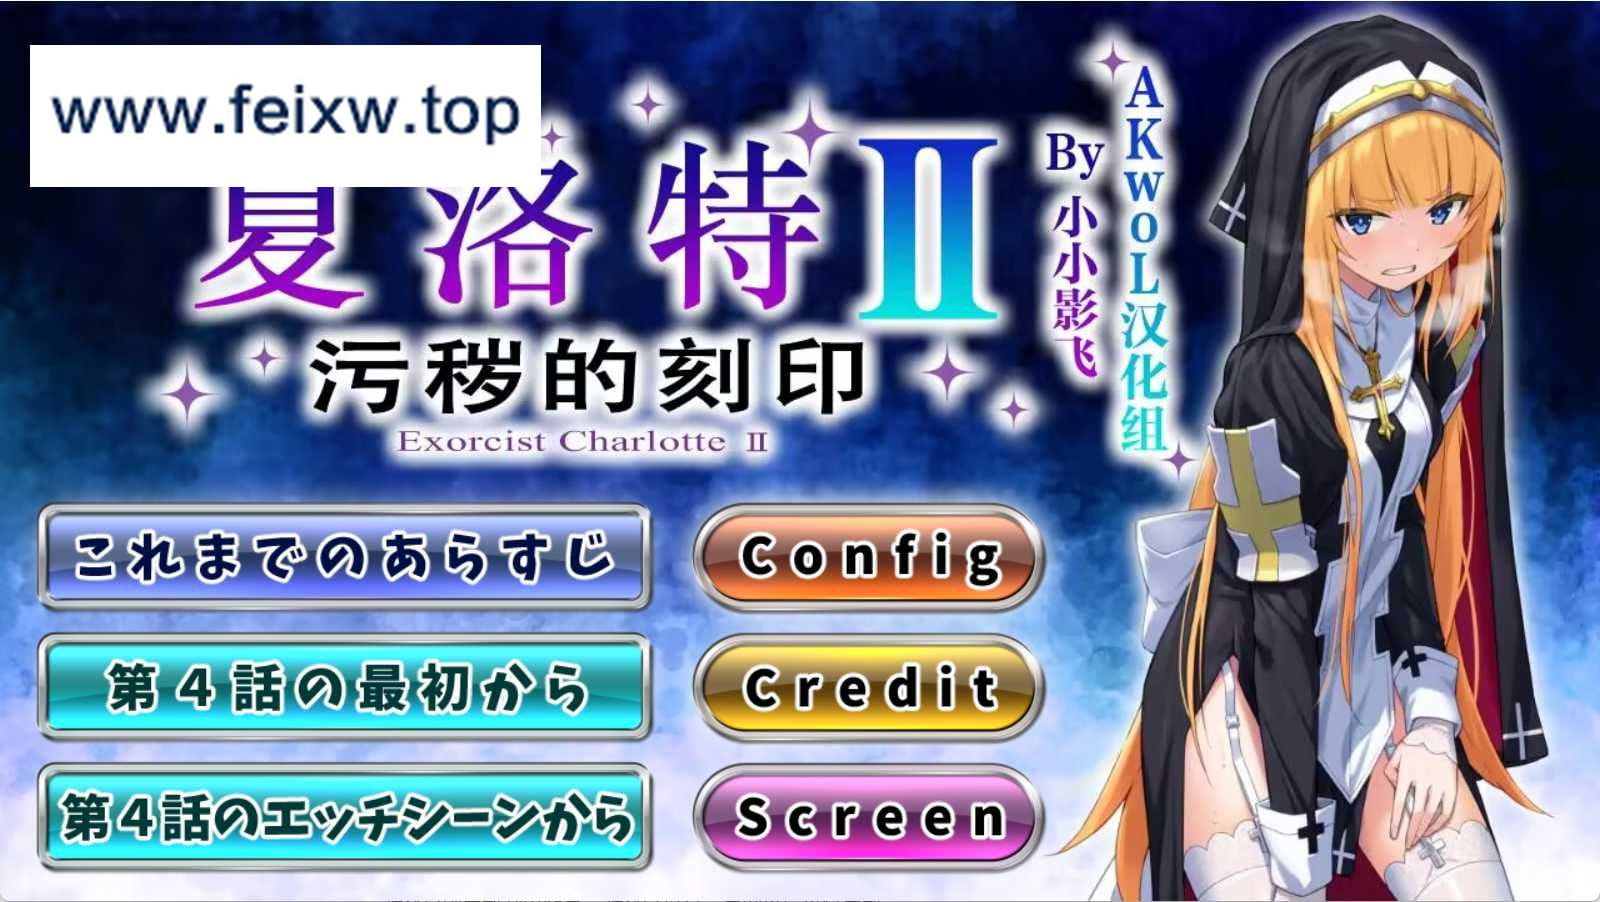 www.feixw.top
夏洛特Ⅱ
污秽的刻印
Exorcist Charlotte Ⅱ
By 小小影飞
AKwoL汉化组
これまでのあらすじ
第４話の最初から
第４話のエッチシーンから
Config
Credit
Screen